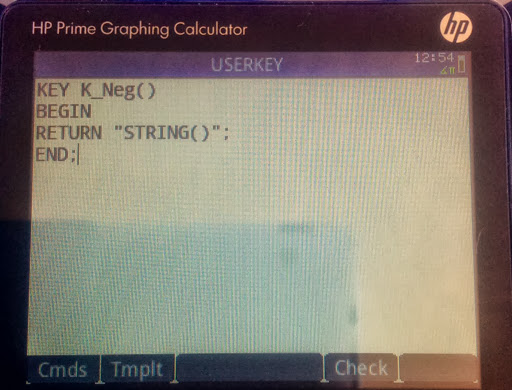 HP Prime Graphing Calculator
hp
USERKEY
12:54
∡π
KEY K_Neg()
BEGIN
RETURN "STRING()";
END;
Cmds Tmplt Check